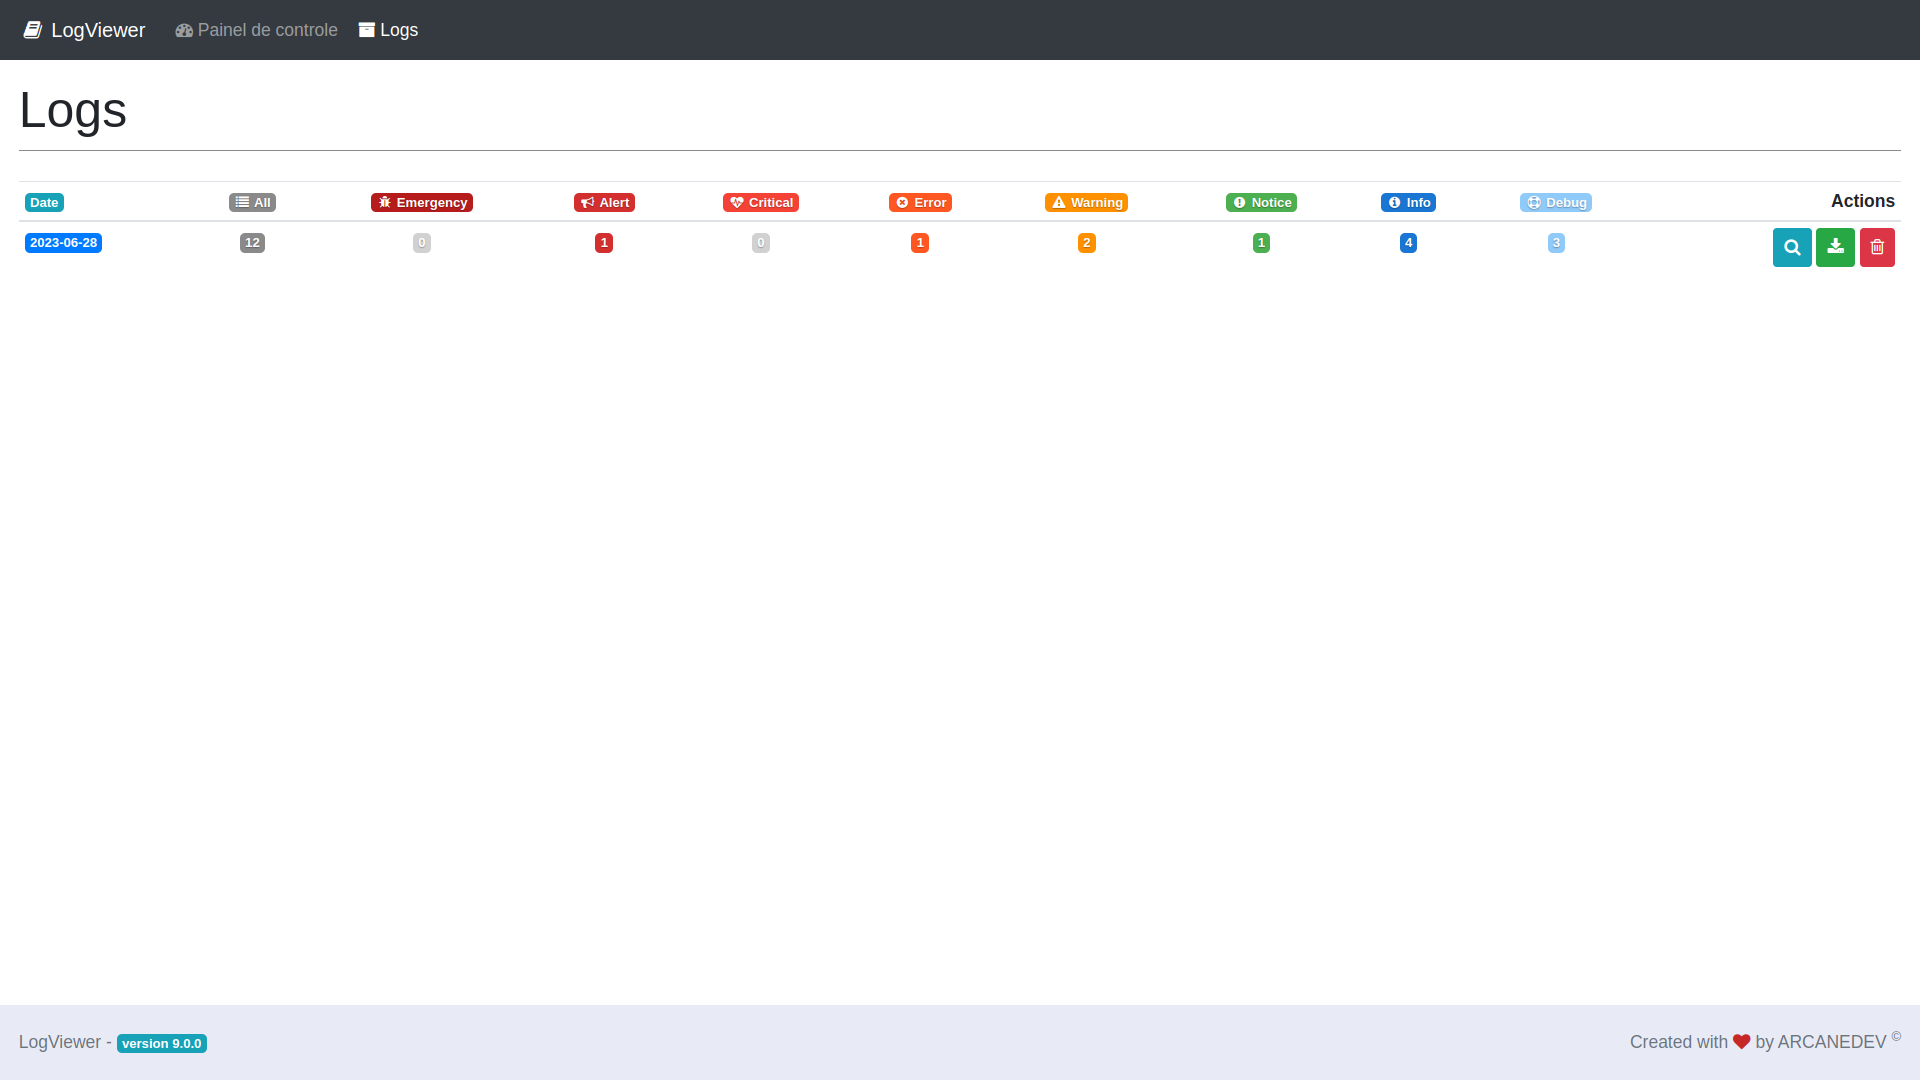 LogViewer Painel de controle Logs
Logs
Date All Emergency Alert Critical Error Warning Notice Info Debug Actions
2023-06-28 12 0 1 0 1 2 1 4 3
LogViewer - version 9.0.0 Created with by ARCANEDEV ©